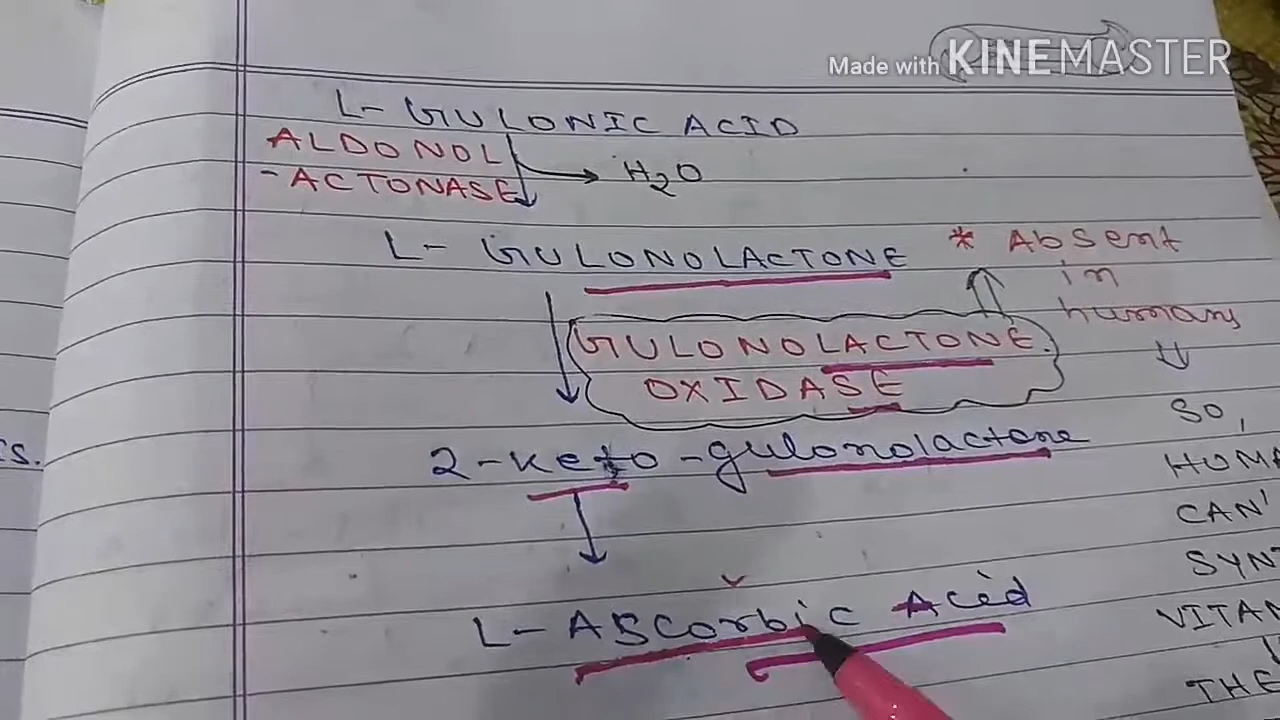 Made with KINEMASTER
L- GULONIC ACID
ALDONOL
-ACTONASE
H2O
L- GULONOLACTONE
* Absent
in
humans
GULONOLACTONE
OXIDASE
2-keto-gulonolactone
So,
HUMA
CAN'
SYNT
VITA
THE
L-AScorbic Acid
s.